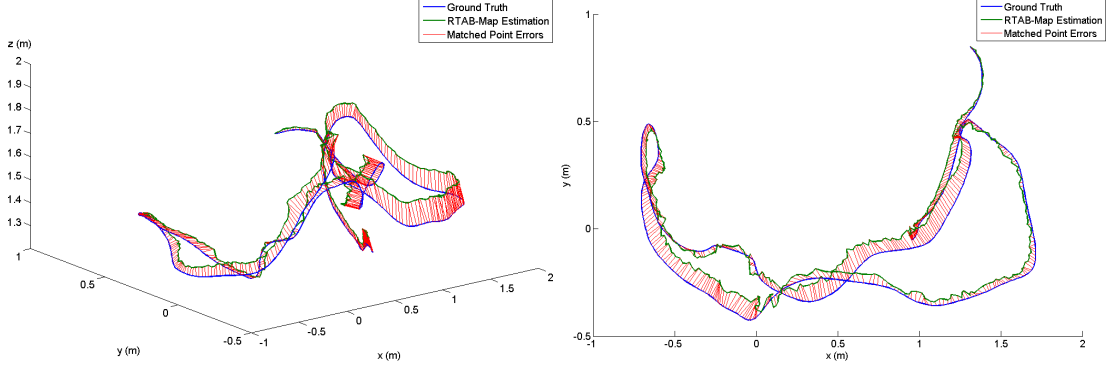 Ground Truth
RTAB-Map Estimation
Matched Point Errors
z (m)
2
1.9
1.8
1.7
1.6
1.5
1.4
1.3
1
0.5
0
-0.5
y (m)
-1
-0.5
0
0.5
1
1.5
2
x (m)
Ground Truth
RTAB-Map Estimation
Matched Point Errors
1
0.5
0
-0.5
y (m)
-1
-0.5
0
0.5
1
1.5
2
x (m)